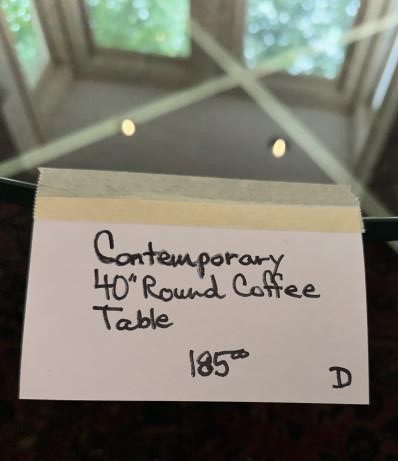 Contemporary
40" Round Coffee
Table
185⁰⁰
D